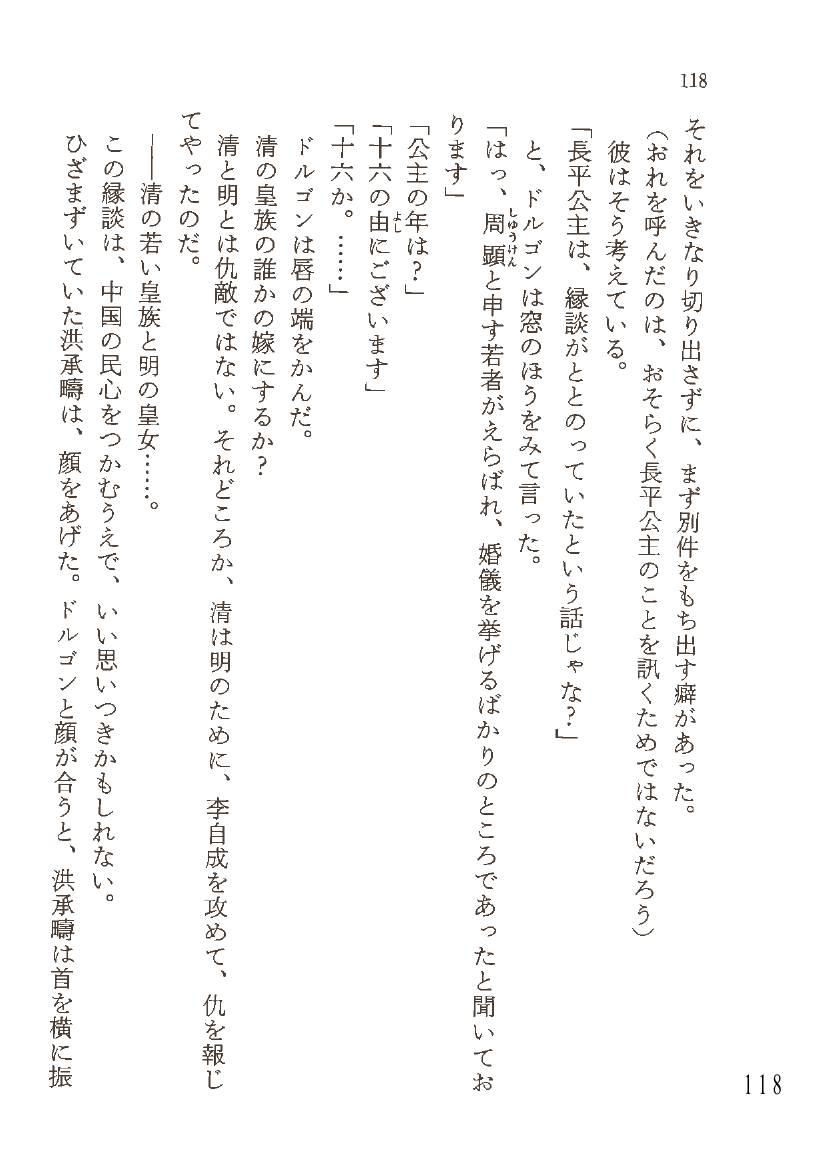 118
それをいきなり切り出さずに、まず別件をもち出す癖があった。
(おれを呼んだのは、おそらく長平公主のことを訊くためではないだろう)
彼はそう考えている。
「長平公主は、縁談がととのっていたという話じゃな?」
と、ドルゴンは窓のほうをみて言った。
「はっ、周顕と申す若者がえらばれ、婚儀を挙げるばかりのところであったと聞いてお
しゅうけん
ります」
「公主の年は?」
「十六の由にございます」
よし
「十六か。……」
ドルゴンは唇の端をかんだ。
清の皇族の誰かの嫁にするか?
清と明とは仇敵ではない。それどころか、清は明のために、李自成を攻めて、仇を報じ
てやったのだ。
――清の若い皇族と明の皇女……。
この縁談は、中国の民心をつかむうえで、いい思いつきかもしれない。
ひざまずいていた洪承疇は、顔をあげた。ドルゴンと顔が合うと、洪承疇は首を横に振
118